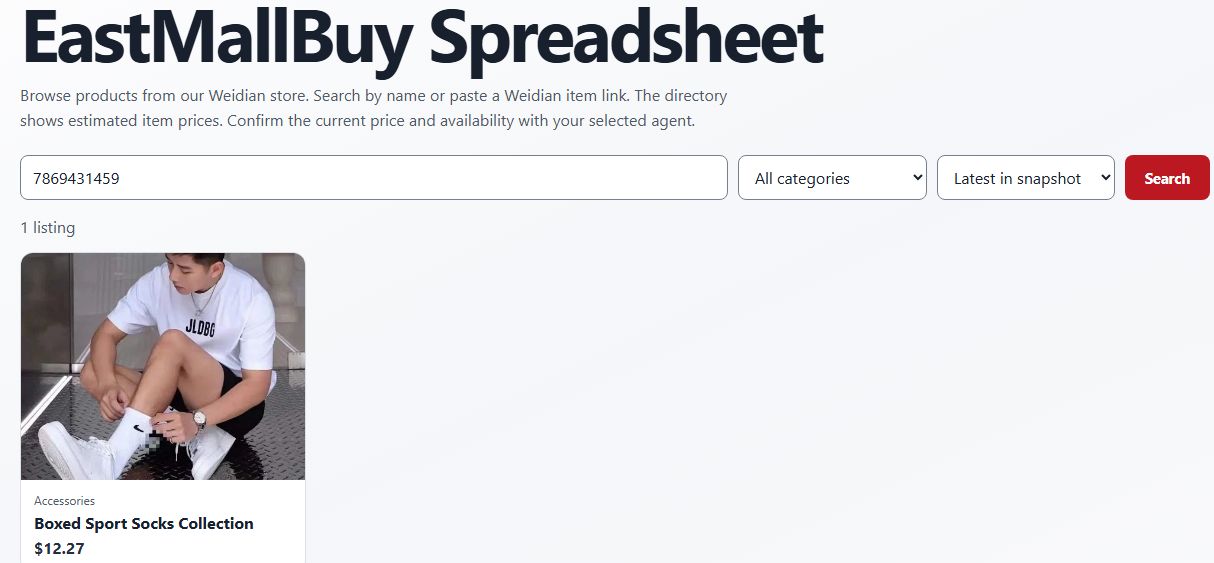 EastMallBuy Spreadsheet
Browse products from our Weidian store. Search by name or paste a Weidian item link. The directory
shows estimated item prices. Confirm the current price and availability with your selected agent.
7869431459
All categories
Latest in snapshot
Search
1 listing
JLDBG
Accessories
Boxed Sport Socks Collection
$12.27